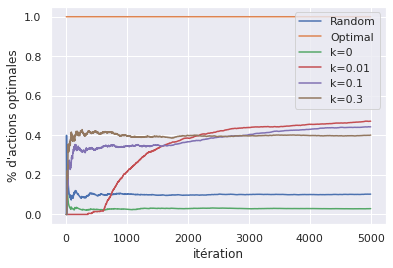 1.0
0.8
0.6
0.4
0.2
0.0
% d'actions optimales
0
1000
2000
3000
4000
5000
itération
Random
Optimal
k=0
k=0.01
k=0.1
k=0.3